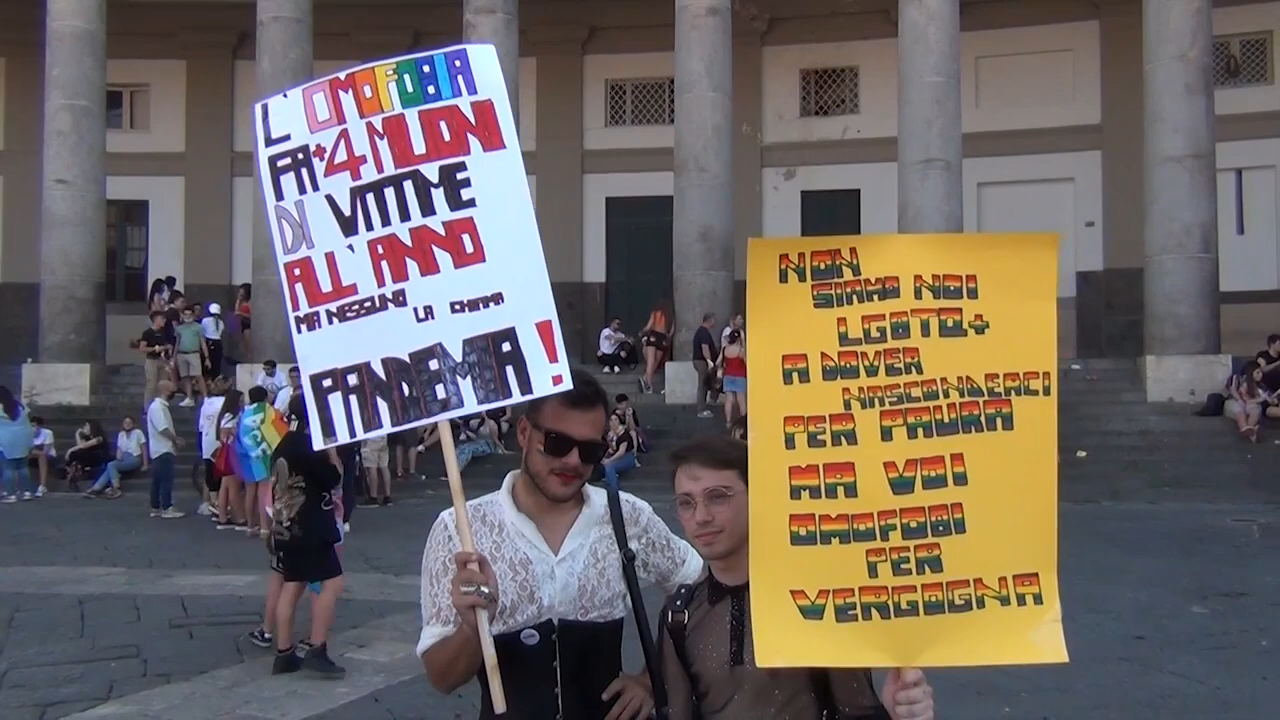 L' OMOFOBIA
FA +4 MILIONI
DI VITTIME
ALL' ANNO
MA NESSUNO LA CHIAMA
PANDEMIA!
NON
SIAMO NOI
LGBTQ+
A DOVER
NASCONDERCI
PER PAURA
MA VOI
OMOFOBI
PER
VERGOGNA